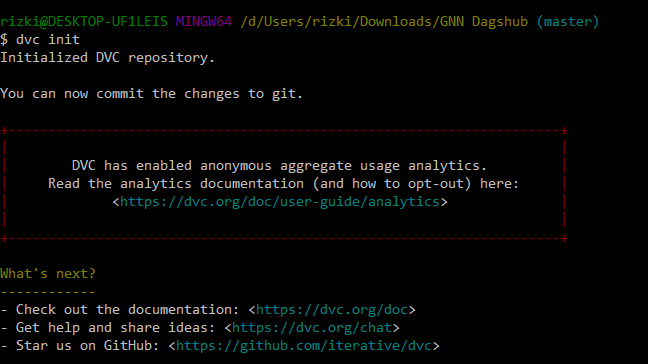 rizki@DESKTOP-UF1LEIS MINGW64 /d/Users/rizki/Downloads/GNN Dagshub (master)
$ dvc init
Initialized DVC repository.
You can now commit the changes to git.
DVC has enabled anonymous aggregate usage analytics.
Read the analytics documentation (and how to opt-out) here:
<https://dvc.org/doc/user-guide/analytics>
What's next?
------------
- Check out the documentation: <https://dvc.org/doc>
- Get help and share ideas: <https://dvc.org/chat>
- Star us on GitHub: <https://github.com/iterative/dvc>